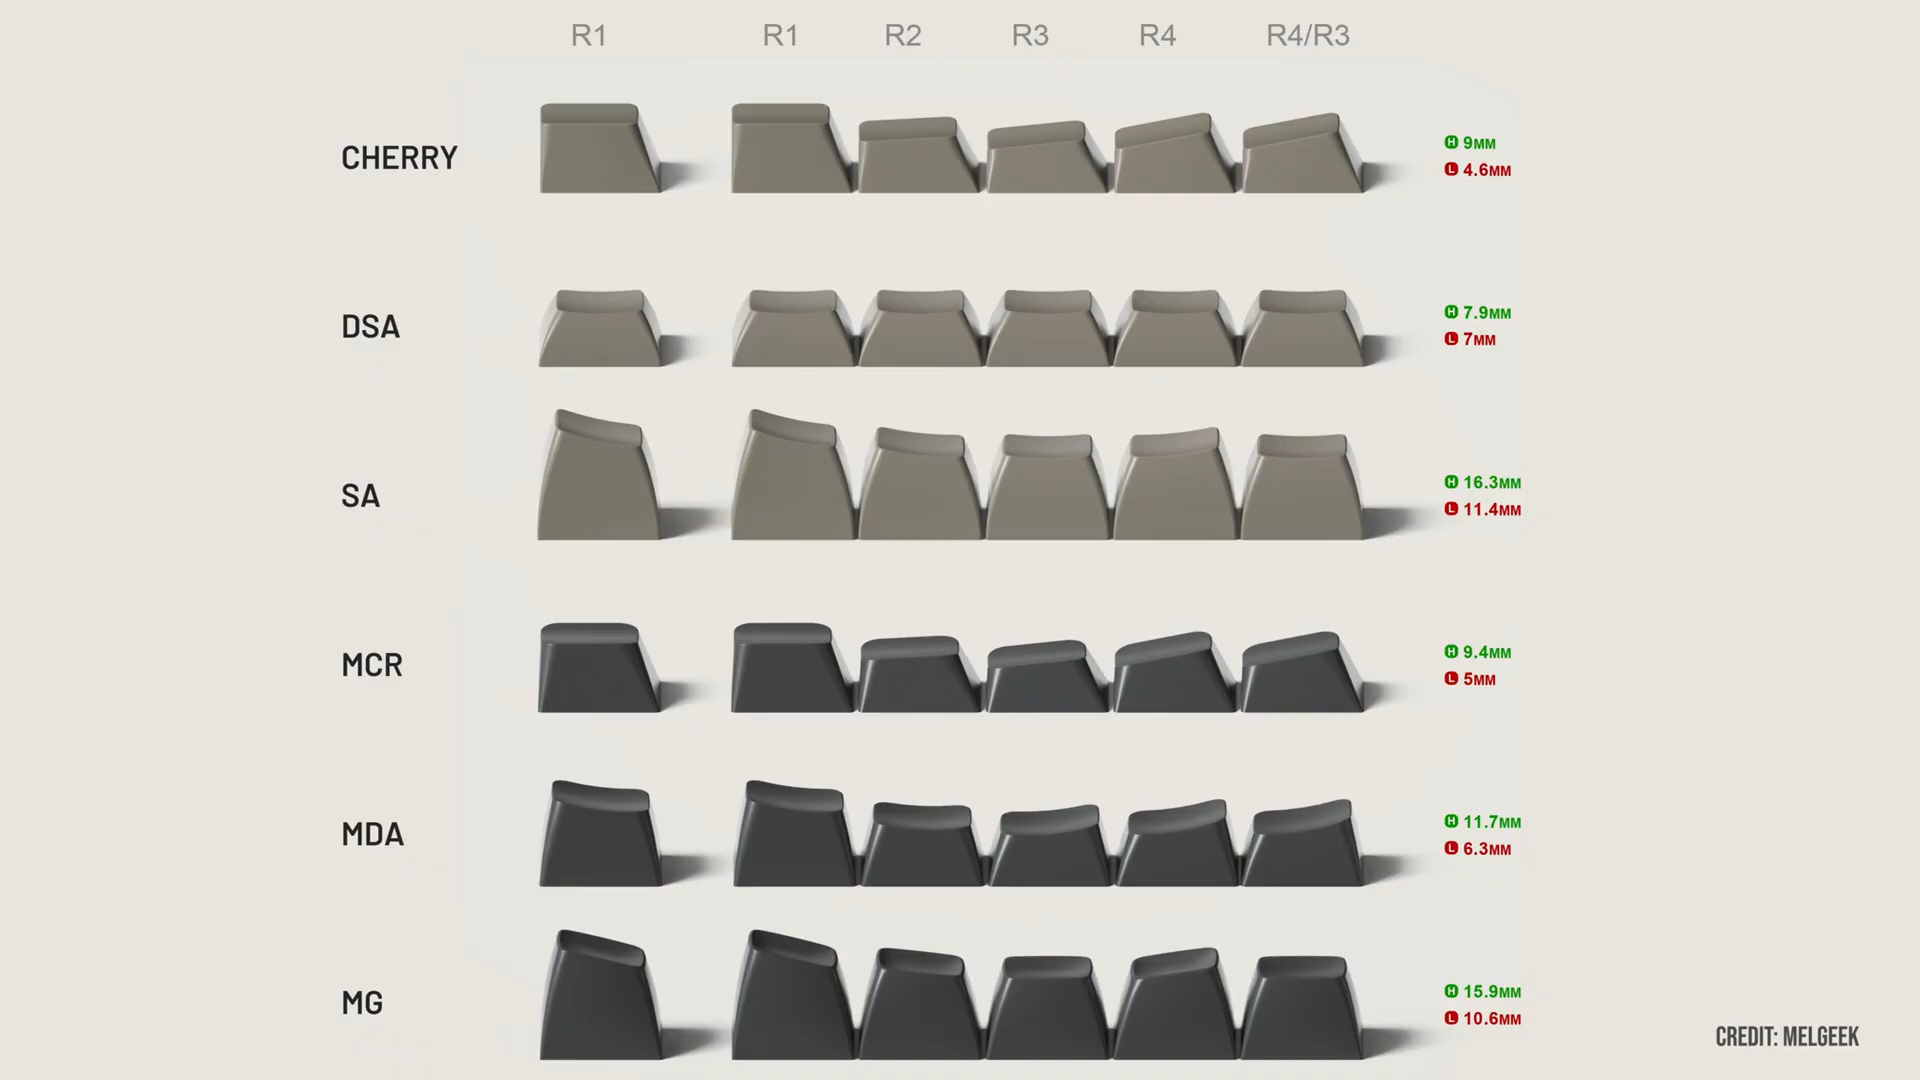 R1 R1 R2 R3 R4 R4/R3
CHERRY
H 9MM
L 4.6MM
DSA
H 7.9MM
L 7MM
SA
H 16.3MM
L 11.4MM
MCR
H 9.4MM
L 5MM
MDA
H 11.7MM
L 6.3MM
MG
H 15.9MM
L 10.6MM
CREDIT: MELGEEK